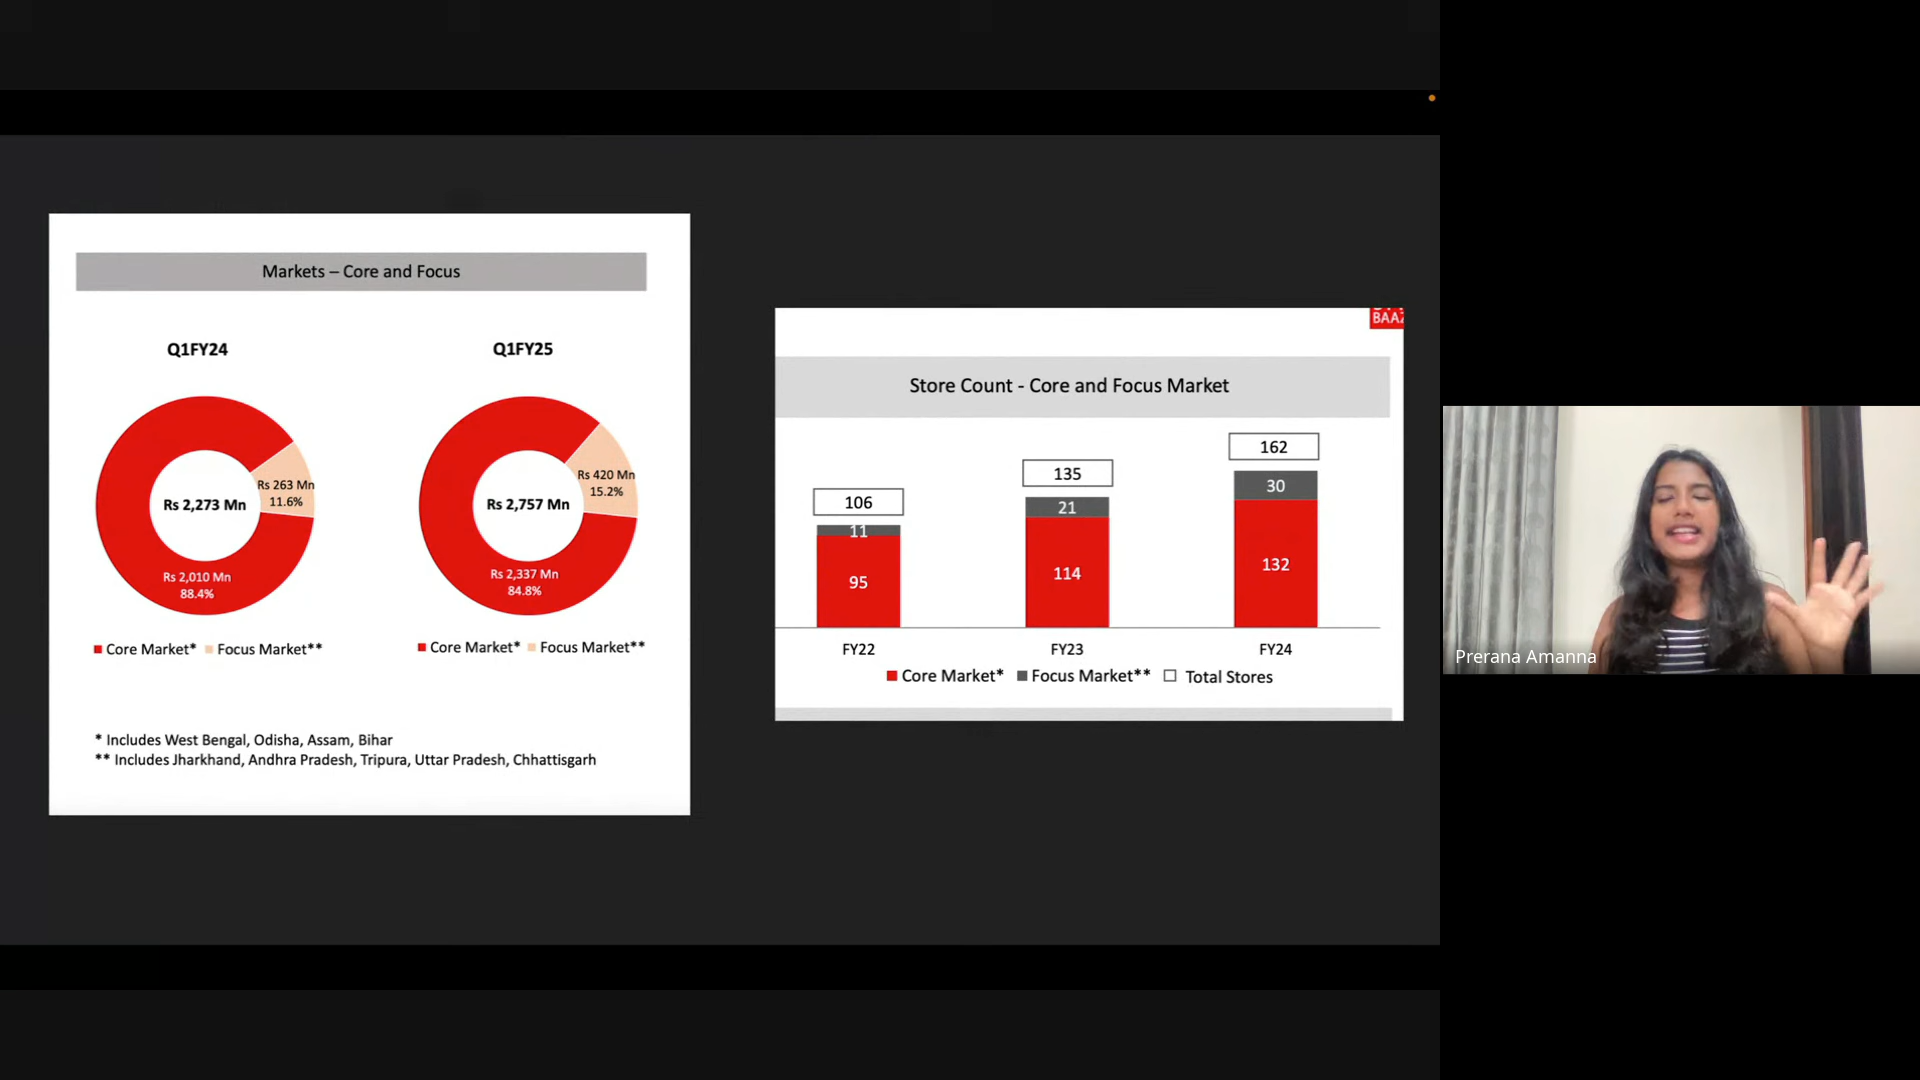 Markets – Core and Focus
Q1FY24
Q1FY25
Rs 263 Mn
11.6%
Rs 2,273 Mn
Rs 2,010 Mn
88.4%
Rs 420 Mn
15.2%
Rs 2,757 Mn
Rs 2,337 Mn
84.8%
Core Market* Focus Market**
Core Market* Focus Market**
* Includes West Bengal, Odisha, Assam, Bihar
** Includes Jharkhand, Andhra Pradesh, Tripura, Uttar Pradesh, Chhattisgarh
Store Count - Core and Focus Market
106
11
95
135
21
114
162
30
132
FY22
FY23
FY24
Core Market* Focus Market** Total Stores
Prerana Amanna